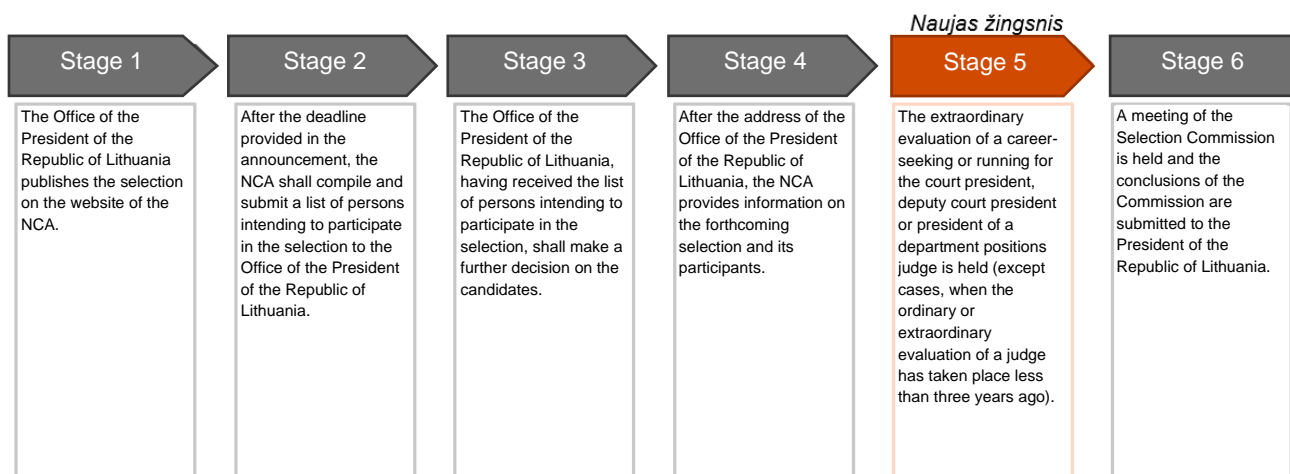 Naujas žingsnis
Stage 1
Stage 2
Stage 3
Stage 4
Stage 5
Stage 6
The Office of the
President of the
Republic of Lithuania
publishes the selection
on the website of the
NCA.
After the deadline
provided in the
announcement, the
NCA shall compile and
submit a list of persons
intending to participate
in the selection to the
Office of the President
of the Republic of
Lithuania.
The Office of the
President of the
Republic of Lithuania,
having received the list
of persons intending to
participate in the
selection, shall make a
further decision on the
candidates.
After the address of the
Office of the President
of the Republic of
Lithuania, the NCA
provides information on
the forthcoming
selection and its
participants.
The extraordinary
evaluation of a career-
seeking or running for
the court president,
deputy court president
or president of a
department positions
judge is held (except
cases, when the
ordinary or
extraordinary
evaluation of a judge
has taken place less
than three years ago).
A meeting of the
Selection Commission
is held and the
conclusions of the
Commission are
submitted to the
President of the
Republic of Lithuania.